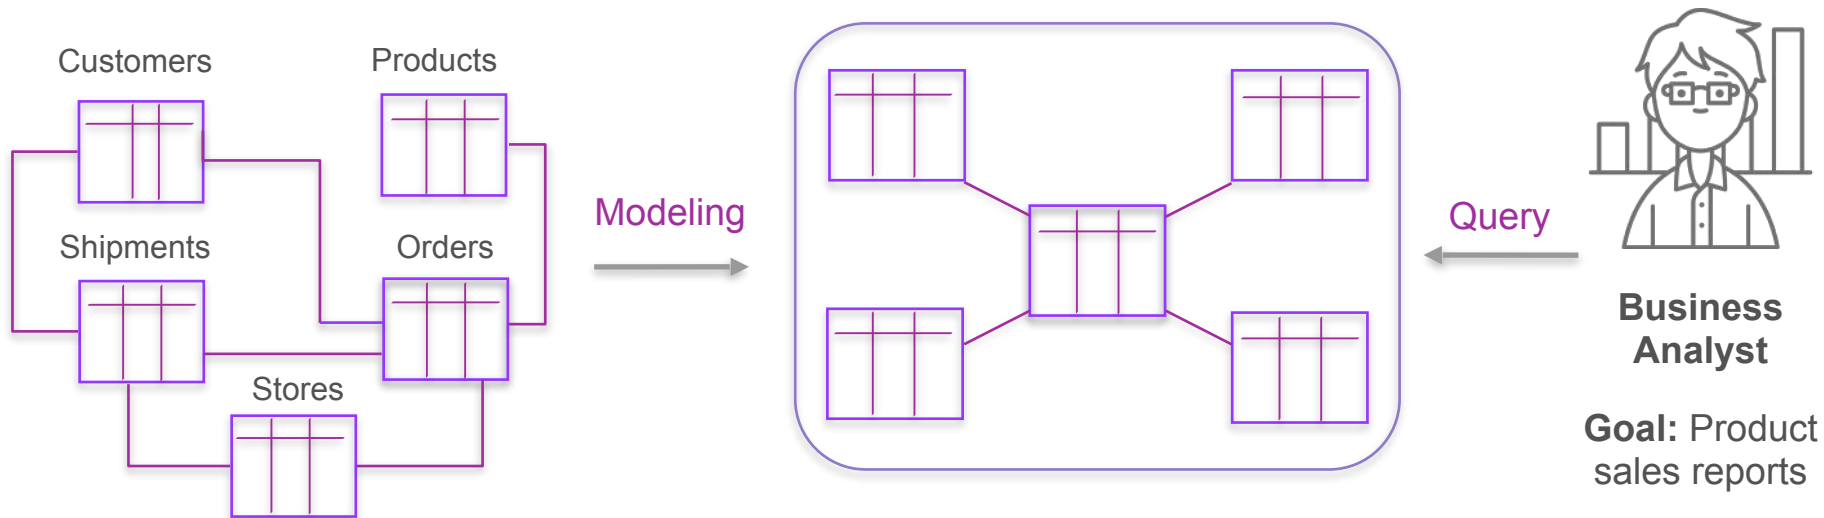 Customers
Products
Shipments
Orders
Stores
Modeling
Query
Business
Analyst
Goal: Product
sales reports